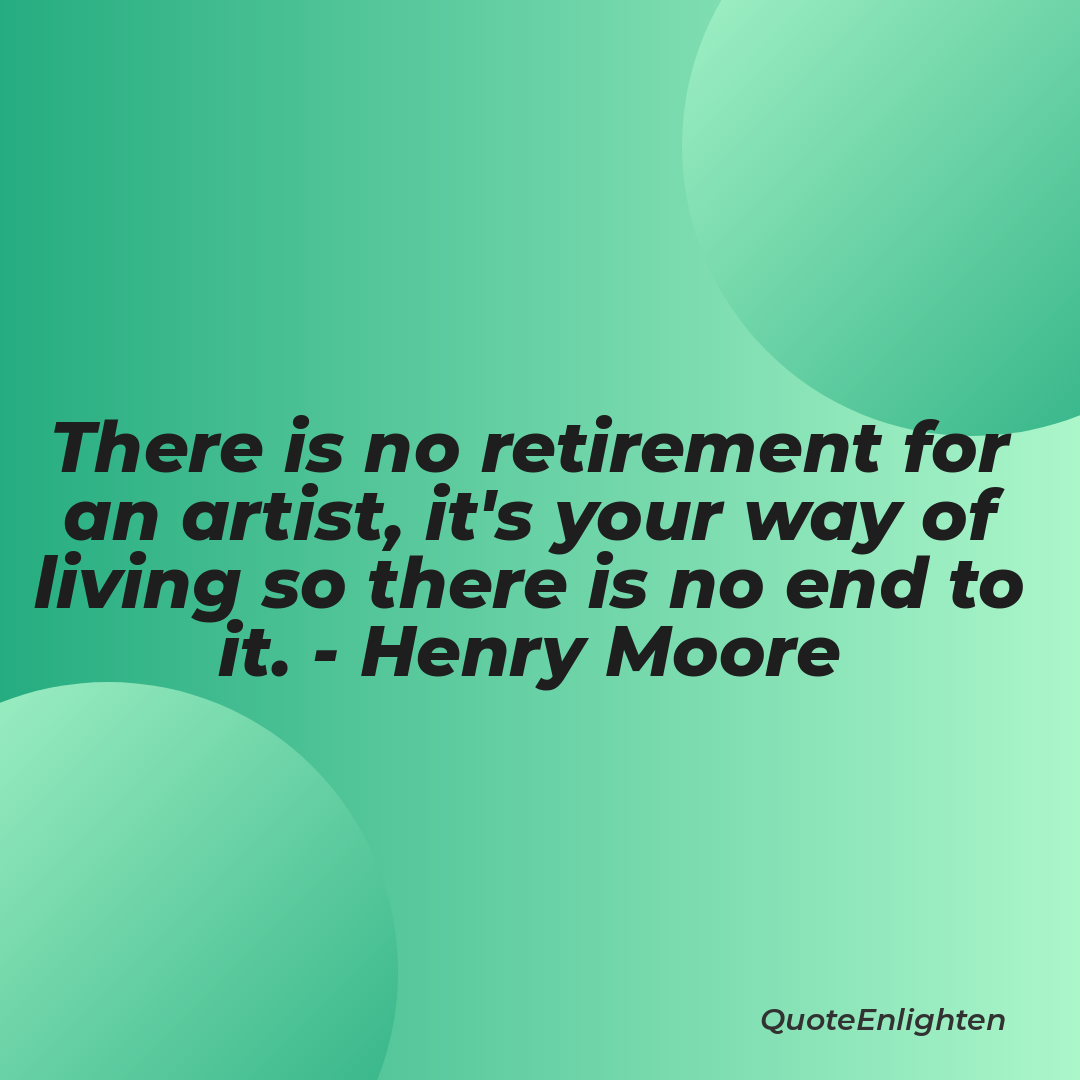 There is no retirement for
an artist, it's your way of
living so there is no end to
it. - Henry Moore
QuoteEnlighten